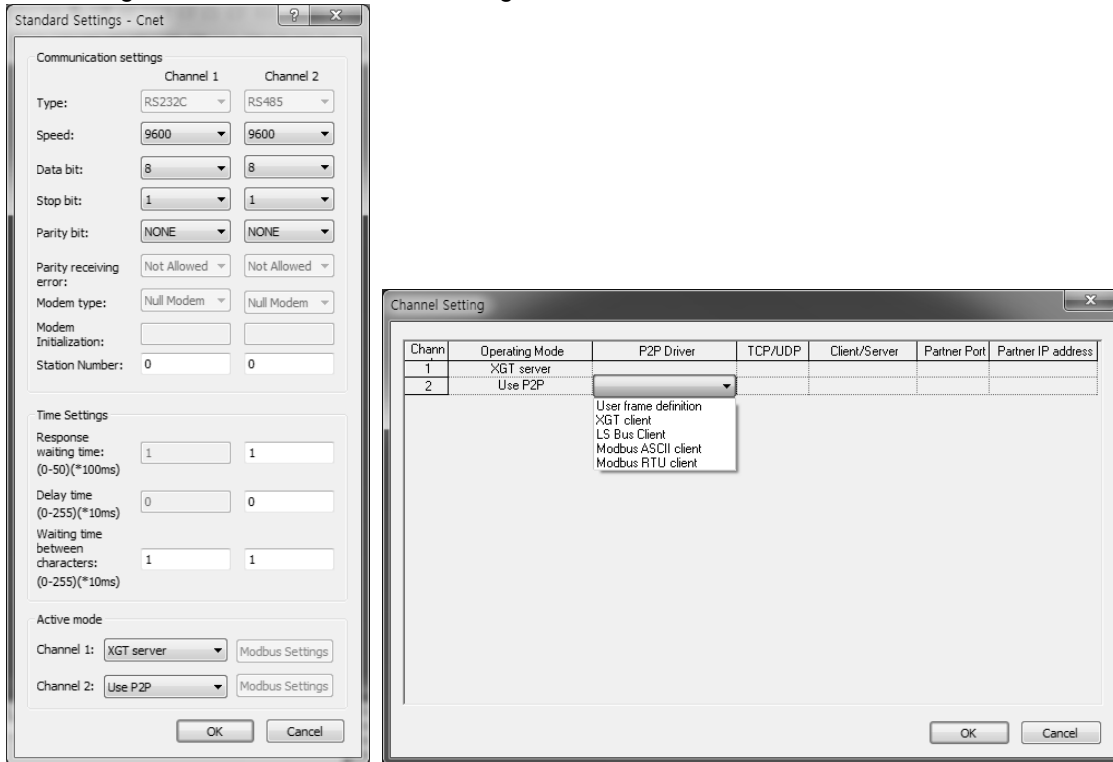 Standard Settings - Cnet
Communication settings
Channel 1 Channel 2
Type: RS232C RS485
Speed: 9600 9600
Data bit: 8 8
Stop bit: 1 1
Parity bit: NONE NONE
Parity receiving error: Not Allowed Not Allowed
Modem type: Null Modem Null Modem
Modem Initialization:
Station Number: 0 0
Time Settings
Response
waiting time: 1 1
(0-50)(*100ms)
Delay time 0 0
(0-255)(*10ms)
Waiting time
between
characters: 1 1
(0-255)(*10ms)
Active mode
Channel 1: XGT server Modbus Settings
Channel 2: Use P2P Modbus Settings
OK Cancel
Channel Setting
Chann Operating Mode P2P Driver TCP/UDP Client/Server Partner Port Partner IP address
1 XGT server
2 Use P2P
User frame definition
XGT client
LS Bus Client
Modbus ASCII client
Modbus RTU client
OK Cancel